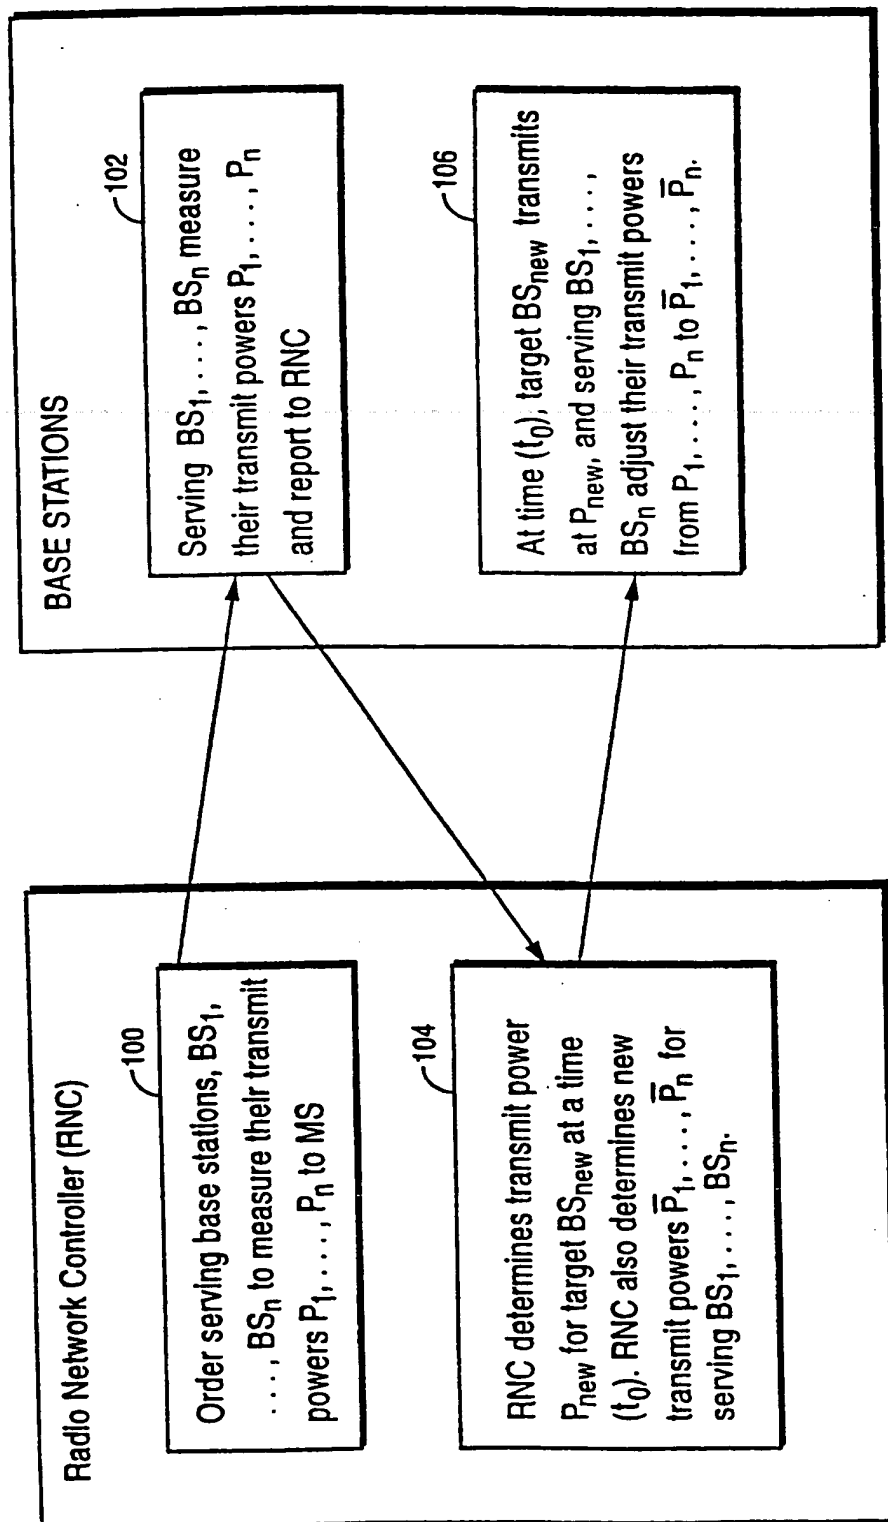 Radio Network Controller (RNC)
100
Order serving base stations, BS₁,
...., BSₙ to measure their transmit
powers P₁, ...., Pₙ to MS
104
RNC determines transmit power
Pₙₑw for target BSₙₑw at a time
(t₀). RNC also determines new
transmit powers P̅₁, ...., P̅ₙ for
serving BS₁, ...., BSₙ.
BASE STATIONS
102
Serving BS₁, ...., BSₙ measure
their transmit powers P₁, ...., Pₙ
and report to RNC
106
At time (t₀), target BSₙₑw transmits
at Pₙₑw, and serving BS₁, ....,
BSₙ adjust their transmit powers
from P₁, ...., Pₙ to P̅₁, ...., P̅ₙ.